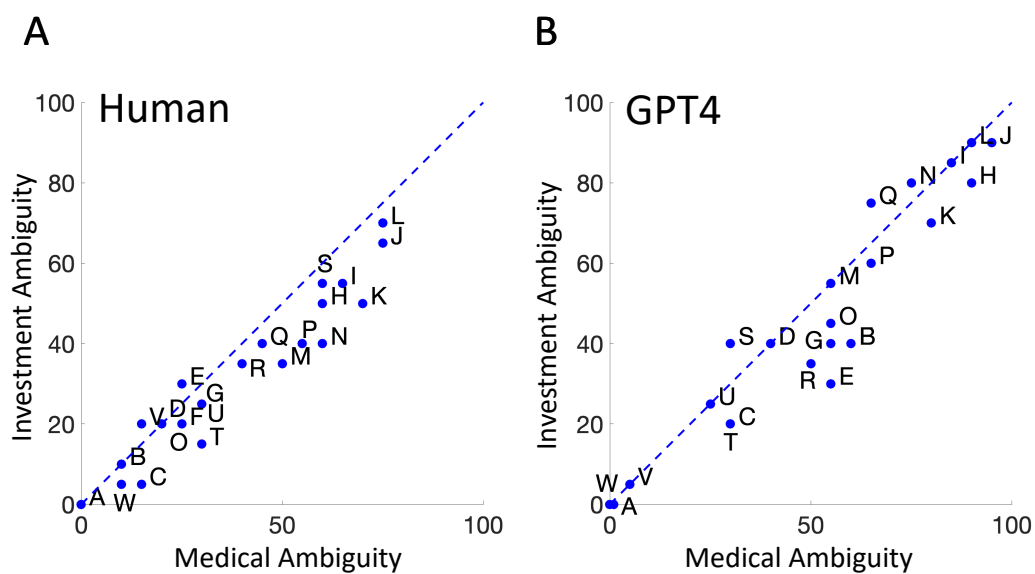 A
B
Human
GPT4
100
80
60
40
20
0
0
50
100
Investment Ambiguity
Medical Ambiguity
L
J
S
I
H
K
Q
P
N
R
M
E
G
V
D
F
U
O
T
B
C
A
W
100
80
60
40
20
0
0
50
100
Investment Ambiguity
Medical Ambiguity
L
J
I
N
H
Q
K
P
M
O
S
D
G
B
R
E
U
C
T
W
V
A